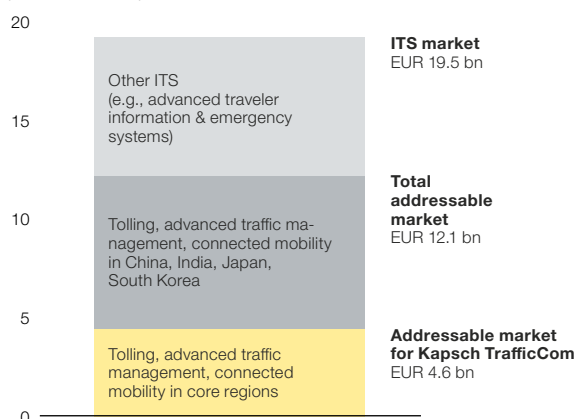 20
ITS market
EUR 19.5 bn
Other ITS
(e.g., advanced traveler
information & emergency
systems)
15
Total
addressable
market
EUR 12.1 bn
10
Tolling, advanced traffic ma-
nagement, connected mobility
in China, India, Japan,
South Korea
5
Addressable market
for Kapsch TrafficCom
EUR 4.6 bn
Tolling, advanced traffic
management, connected
mobility in core regions
0